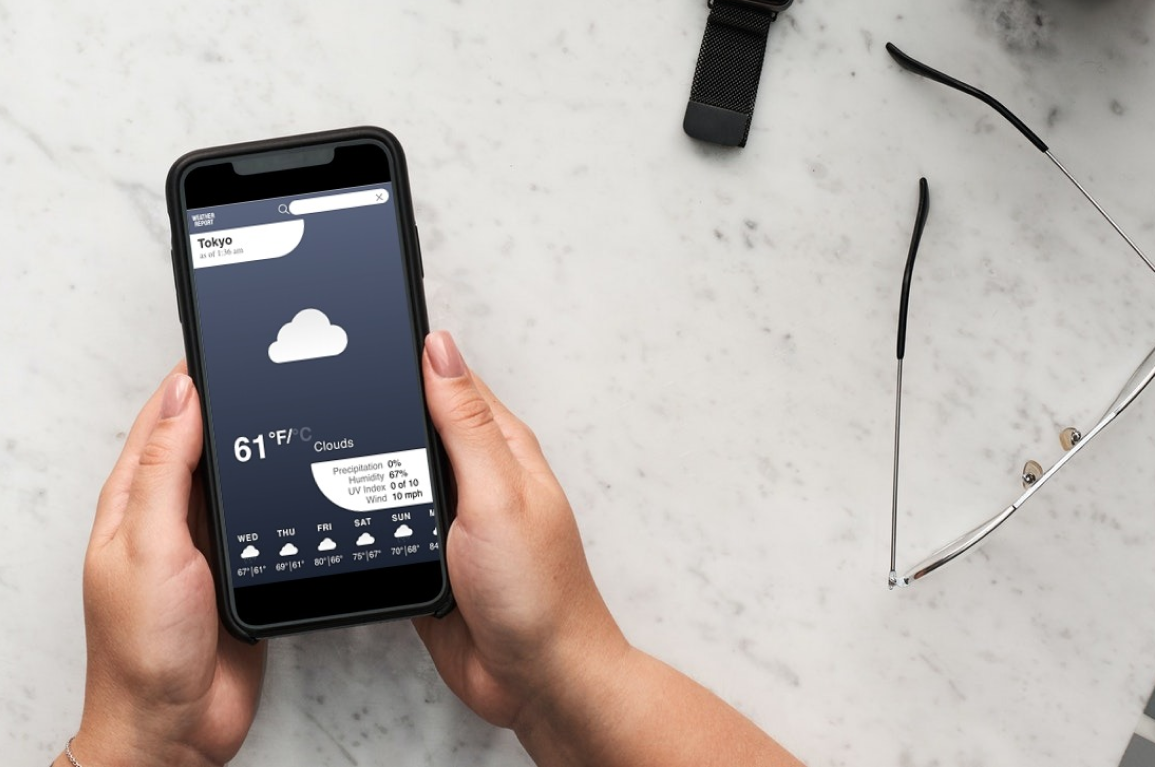 WEATHER
REPORT
Tokyo
as of 1:36 am
61°F/°C
Clouds
Precipitation 0%
Humidity 67%
UV Index 0 of 10
Wind 10 mph
WED THU FRI SAT SUN
67°|61° 69°|61° 80°|66° 75°|67° 70°|68° 84